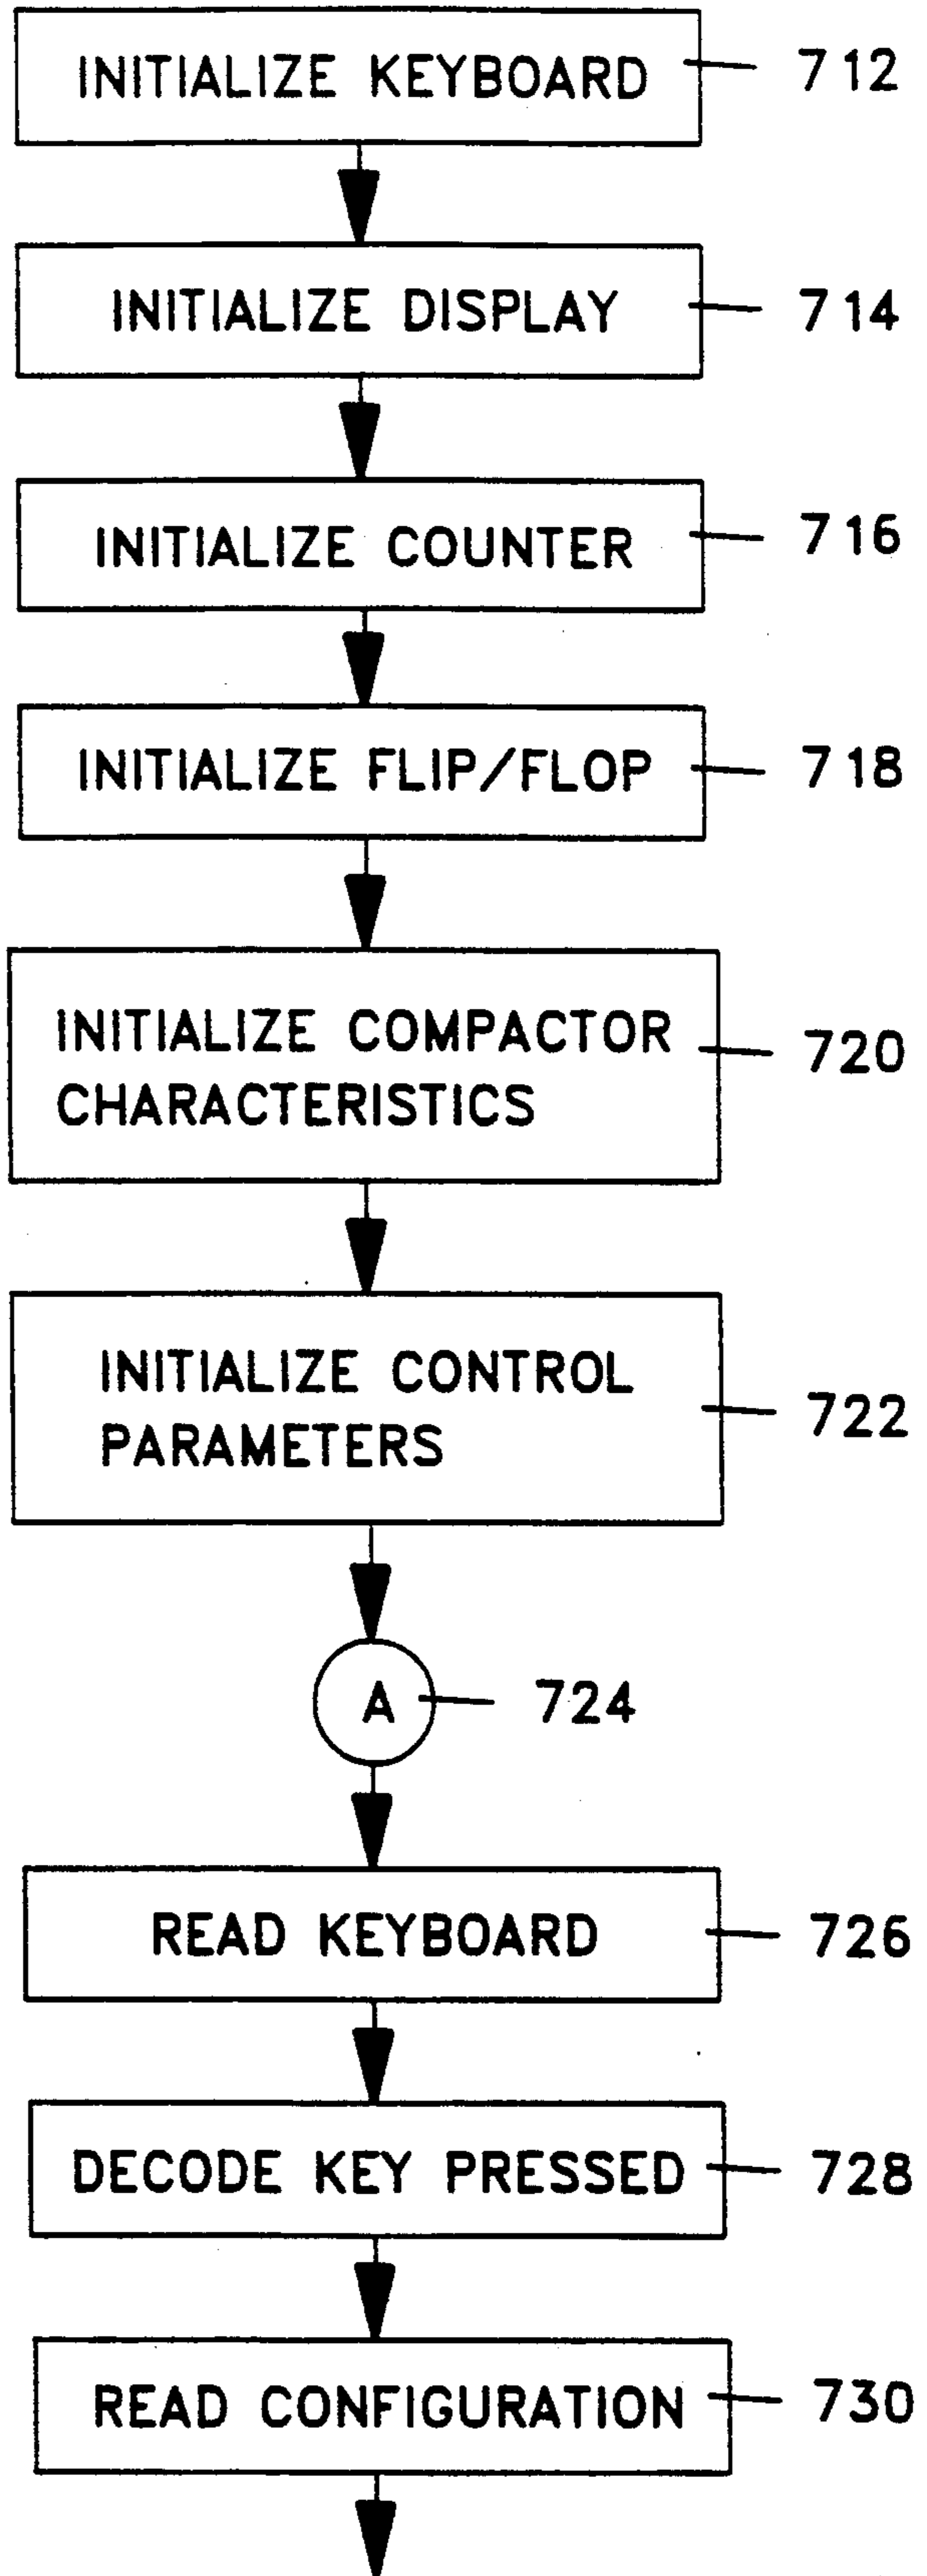 INITIALIZE KEYBOARD 712
INITIALIZE DISPLAY 714
INITIALIZE COUNTER 716
INITIALIZE FLIP/FLOP 718
INITIALIZE COMPACTOR
CHARACTERISTICS
720
INITIALIZE CONTROL
PARAMETERS
722
A 724
READ KEYBOARD 726
DECODE KEY PRESSED 728
READ CONFIGURATION 730